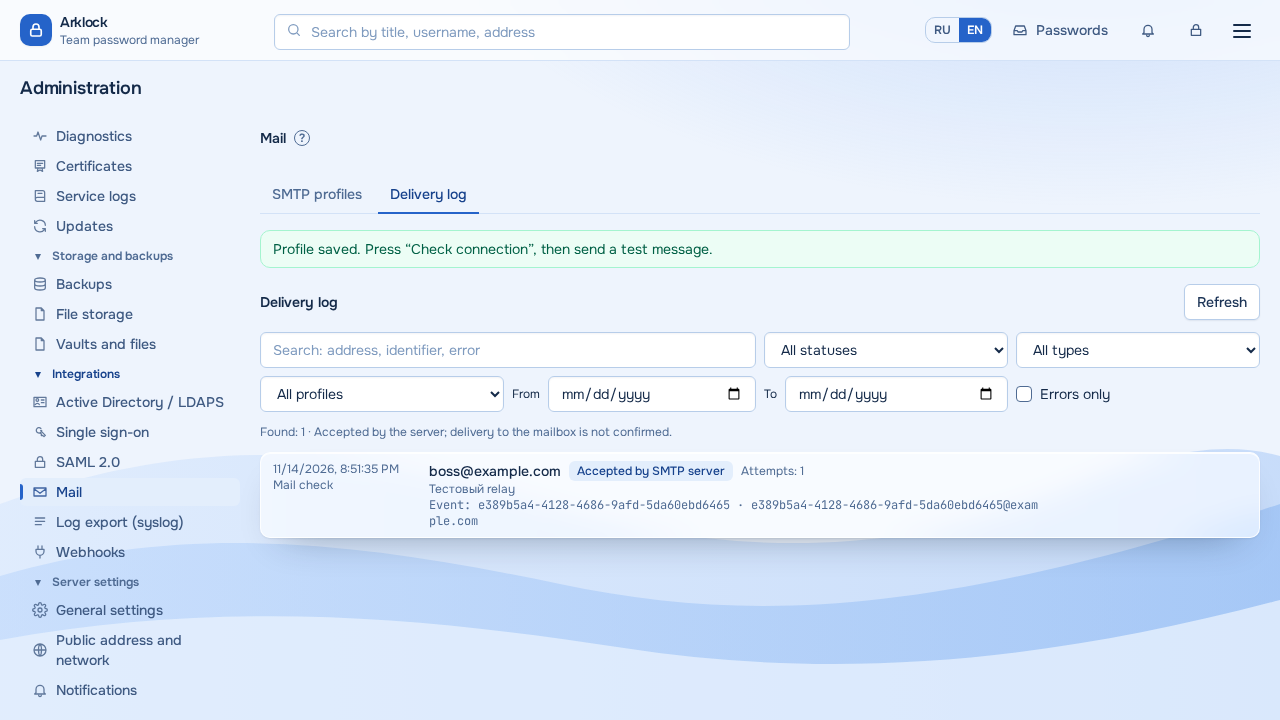 Arklock
Team password manager
Search by title, username, address
RU EN
Passwords
Administration
Diagnostics
Certificates
Service logs
Updates
▼ Storage and backups
Backups
File storage
Vaults and files
▼ Integrations
Active Directory / LDAPS
Single sign-on
SAML 2.0
Mail
Log export (syslog)
Webhooks
▼ Server settings
General settings
Public address and
network
Notifications
Mail ?
SMTP profiles Delivery log
Profile saved. Press “Check connection”, then send a test message.
Delivery log
Refresh
Search: address, identifier, error
All statuses
All types
All profiles
From mm/dd/yyyy
To mm/dd/yyyy
Errors only
Found: 1 · Accepted by the server; delivery to the mailbox is not confirmed.
11/14/2026, 8:51:35 PM
Mail check
boss@example.com Accepted by SMTP server Attempts: 1
Тестовый relay
Event: e389b5a4-4128-4686-9afd-5da60ebd6465 · e389b5a4-4128-4686-9afd-5da60ebd6465@exam
ple.com